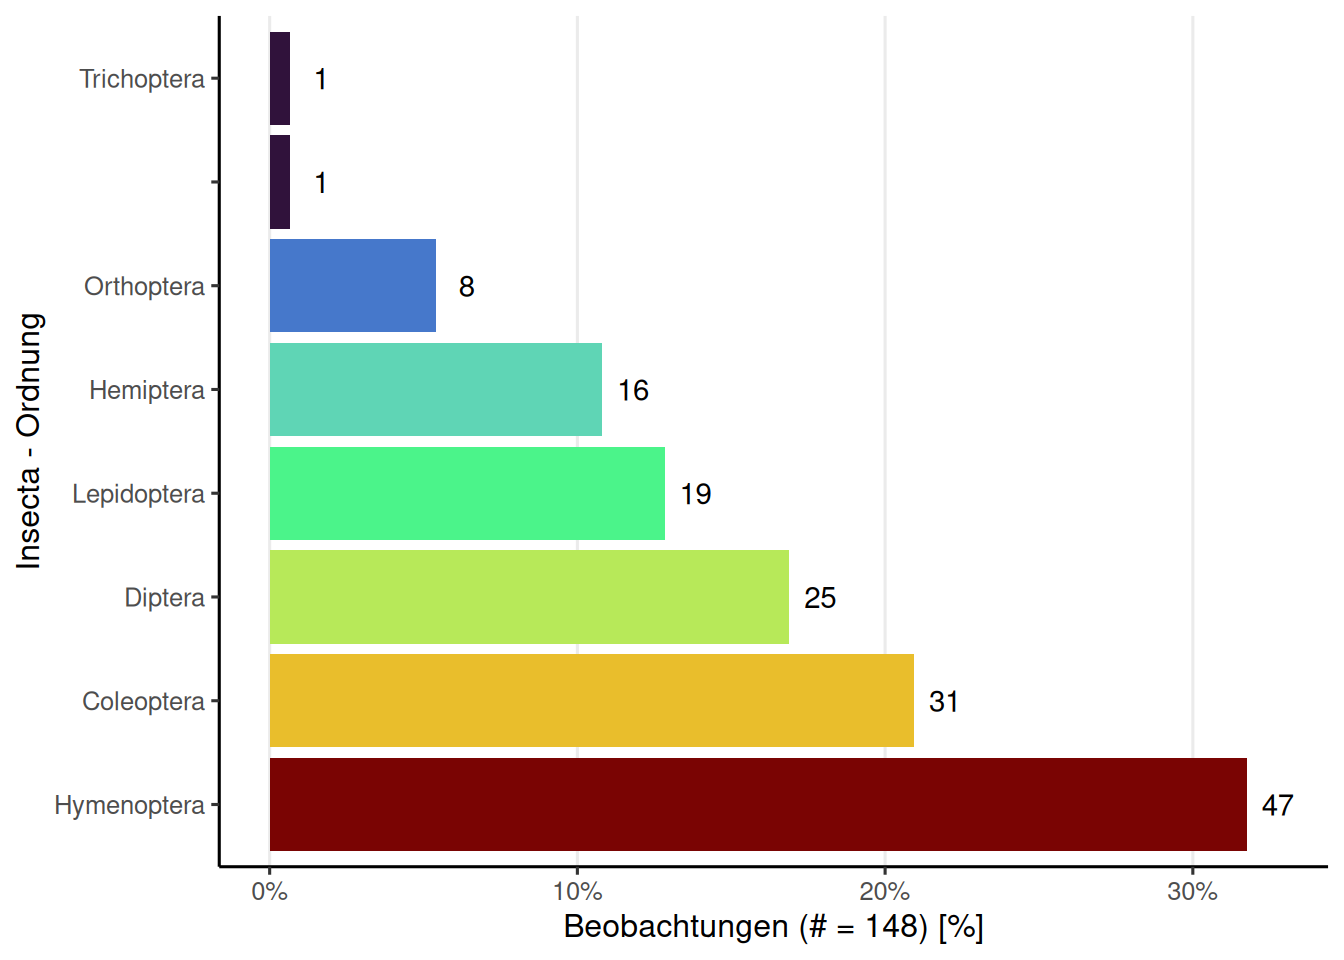 Trichoptera 1
1
Orthoptera 8
Hemiptera 16
Lepidoptera 19
Diptera 25
Coleoptera 31
Hymenoptera 47
Insecta - Ordnung
0% 10% 20% 30%
Beobachtungen (# = 148) [%]